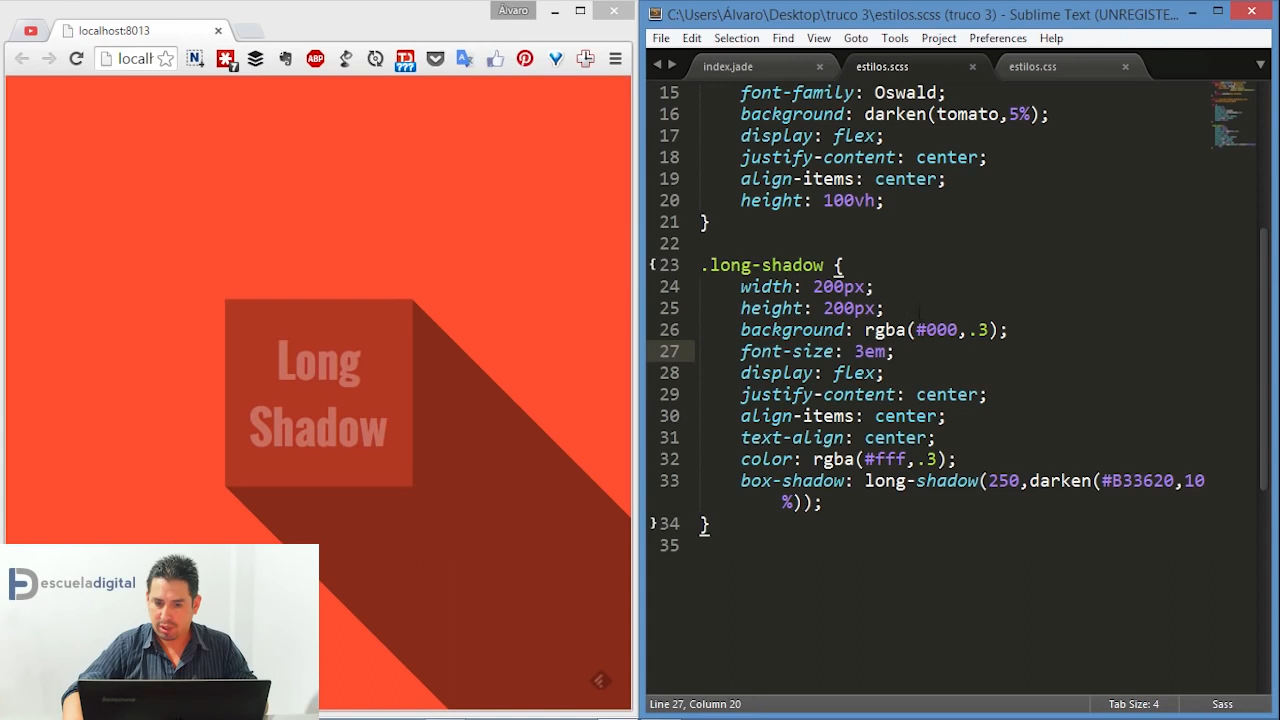 Álvaro
localhost:8013
localh
7
ABP
777
Long
Shadow
escueladigital
C:\Users\Álvaro\Desktop\truco 3\estilos.scss (truco 3) - Sublime Text (UNREGISTE...
File Edit Selection Find View Goto Tools Project Preferences Help
index.jade estilos.scss estilos.css
15 font-family: Oswald;
16 background: darken(tomato,5%);
17 display: flex;
18 justify-content: center;
19 align-items: center;
20 height: 100vh;
21 }
22
23 .long-shadow {
24 width: 200px;
25 height: 200px;
26 background: rgba(#000,.3);
27 font-size: 3em;
28 display: flex;
29 justify-content: center;
30 align-items: center;
31 text-align: center;
32 color: rgba(#fff,.3);
33 box-shadow: long-shadow(250,darken(#B33620,10
%));
34 }
35
Line 27, Column 20 Tab Size: 4 Sass